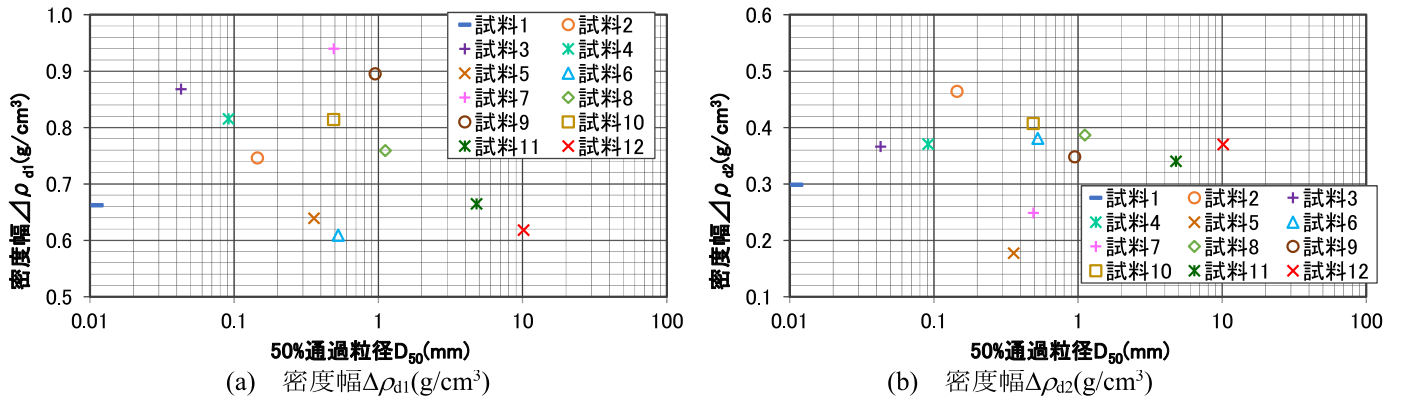 1.0
0.9
0.8
0.7
0.6
0.5
密度幅⊿ρd1(g/cm³)
0.01 0.1 1 10 100
50%通過粒径D50(mm)
試料1 試料2
試料3 試料4
試料5 試料6
試料7 試料8
試料9 試料10
試料11 試料12
(a) 密度幅Δρd1(g/cm³)
0.6
0.5
0.4
0.3
0.2
0.1
密度幅⊿ρd2(g/cm³)
0.01 0.1 1 10 100
50%通過粒径D50(mm)
試料1 試料2 試料3
試料4 試料5 試料6
試料7 試料8 試料9
試料10 試料11 試料12
(b) 密度幅Δρd2(g/cm³)